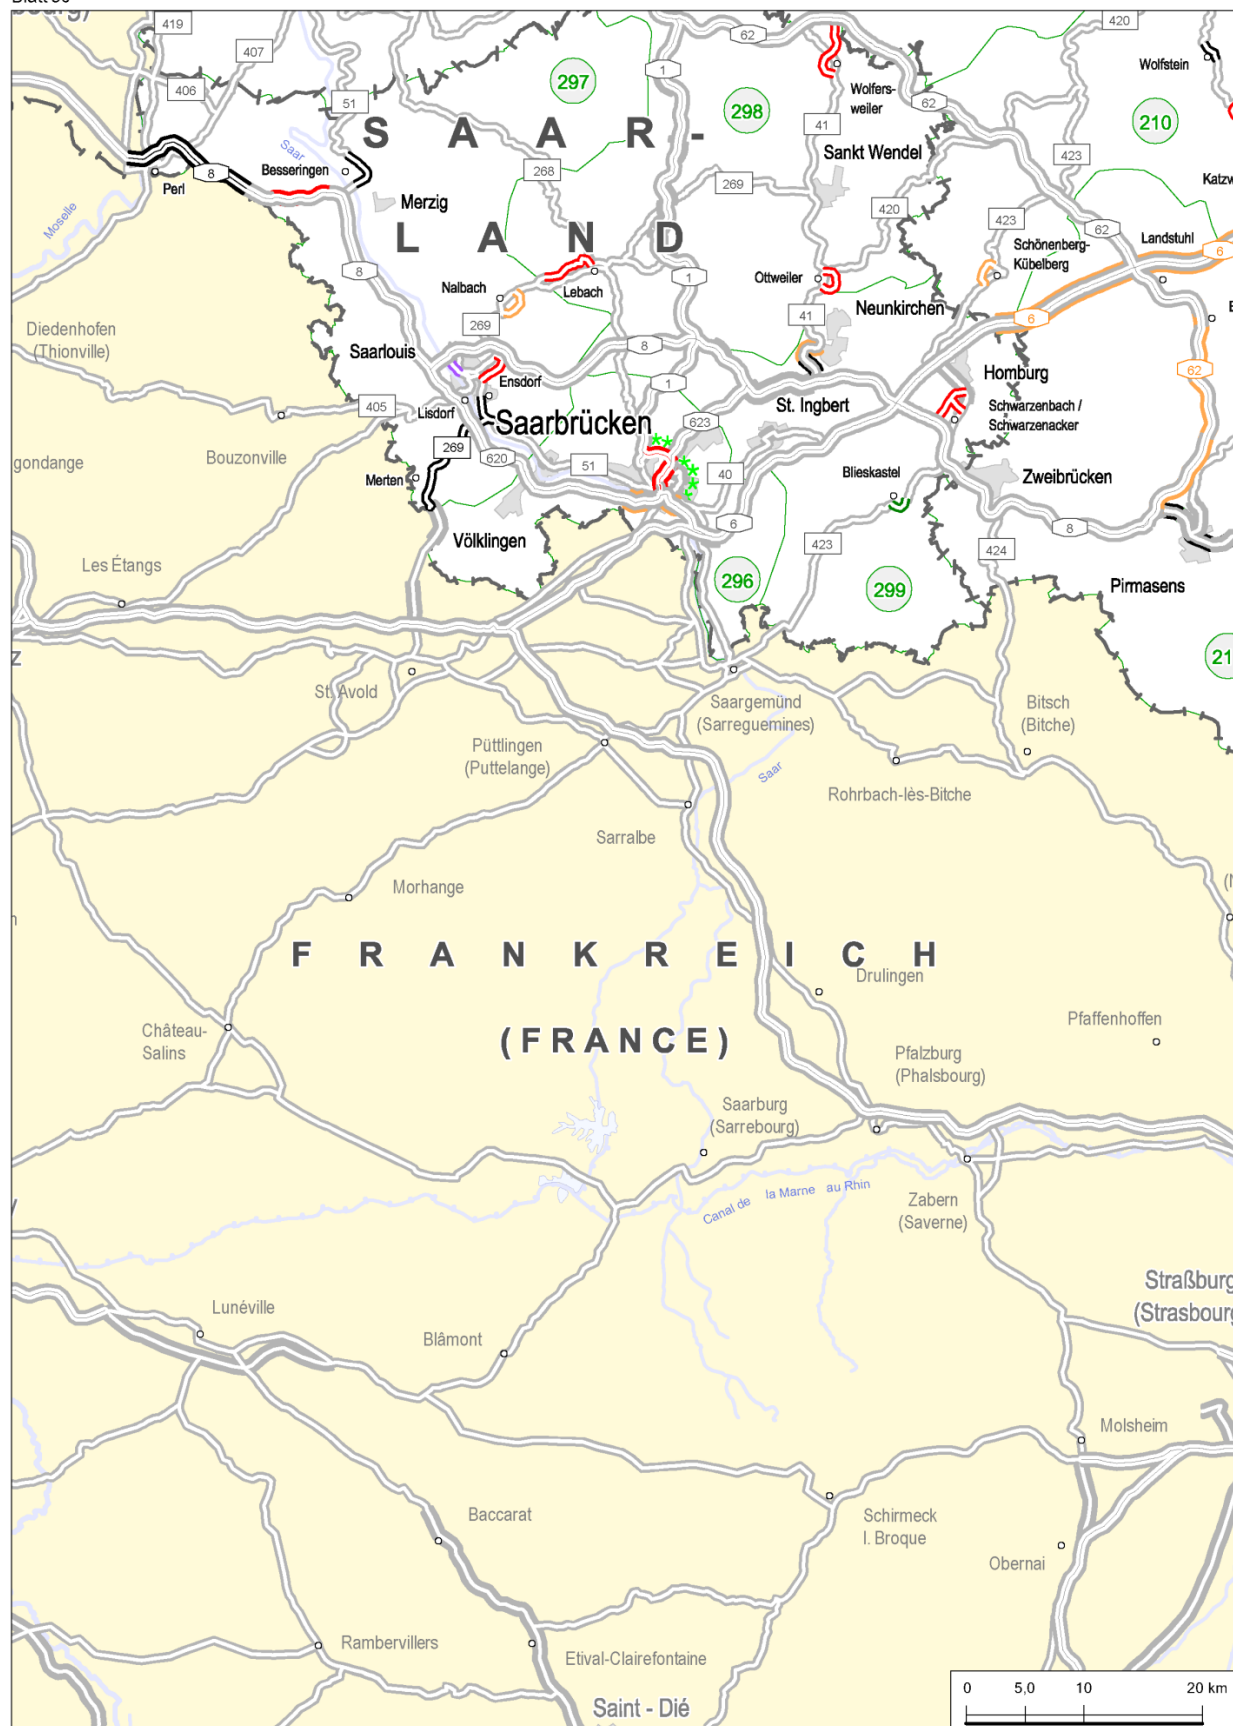 419
407
406
51
62
1
297
298
Wolfers-
weiler
41
62
420
Wolfstein
210
423
SAAR-
Saar
Besseringen
Perl
8
Merzig
Moselle
268
269
Sankt Wendel
420
423
62
Landstuhl
6
LAND
8
Nalbach
Lebach
1
Ottweiler
Schönenberg-
Kübelberg
Diedenhofen
(Thionville)
269
8
41
Neunkirchen
6
62
Saarlouis
Ensdorf
1
Homburg
405
Lisdorf
Saarbrücken
623
St. Ingbert
Schwarzenbach /
Schwarzenacker
gondange
Bouzonville
269
620
51
40
Merten
Blieskastel
Zweibrücken
Völklingen
6
423
8
424
Les Étangs
296
299
Pirmasens
St. Avold
Saargemünd
(Sarreguemines)
Bitsch
(Bitche)
Püttlingen
(Puttelange)
Saar
Rohrbach-lès-Bitche
Sarralbe
Morhange
FRANKREICH
Drulingen
Château-
Salins
(FRANCE)
Pfaffenhoffen
Pfalzburg
(Phalsbourg)
Saarburg
(Sarrebourg)
Canal de la Marne au Rhin
Zabern
(Saverne)
Straßburg
(Strasbourg
Lunéville
Blâmont
Molsheim
Baccarat
Schirmeck
I. Broque
Obernai
Rambervillers
Etival-Clairefontaine
Saint - Dié
0 5,0 10 20 km